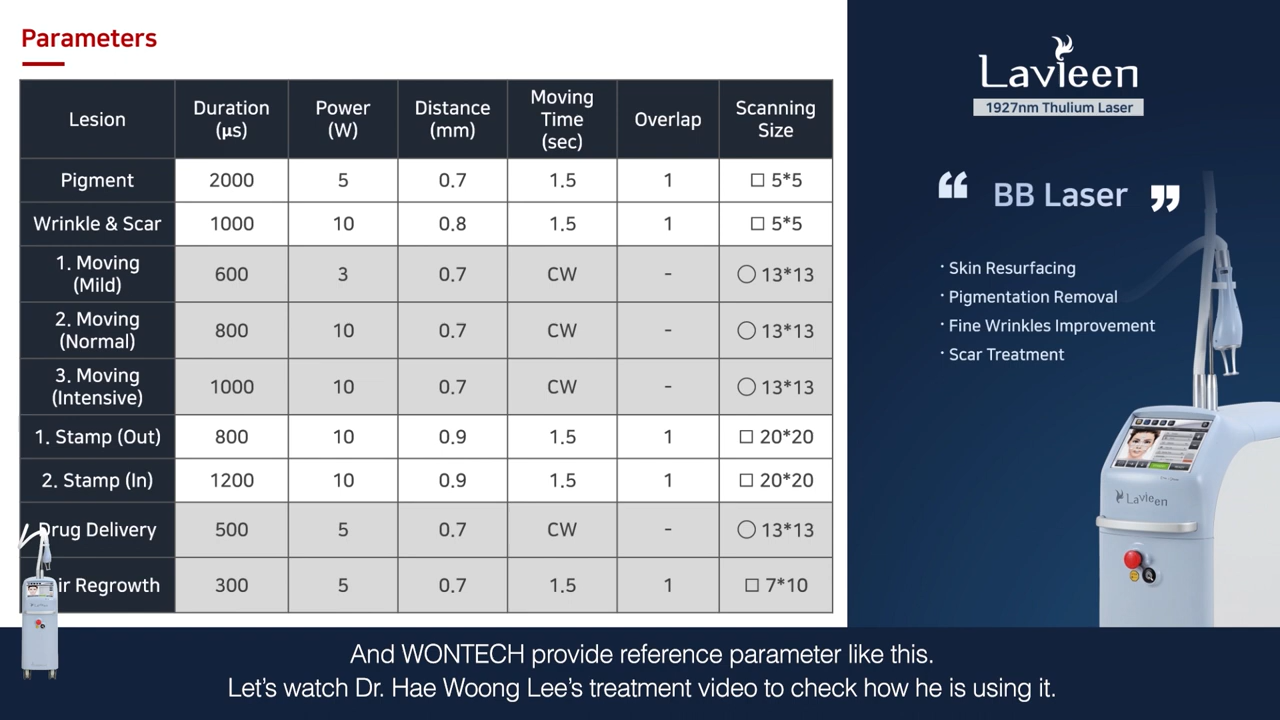 Parameters
Lesion Duration (μs) Power (W) Distance (mm) Moving Time (sec) Overlap Scanning Size
Pigment 2000 5 0.7 1.5 1 □ 5*5
Wrinkle & Scar 1000 10 0.8 1.5 1 □ 5*5
1. Moving (Mild) 600 3 0.7 CW - ○ 13*13
2. Moving (Normal) 800 10 0.7 CW - ○ 13*13
3. Moving (Intensive) 1000 10 0.7 CW - ○ 13*13
1. Stamp (Out) 800 10 0.9 1.5 1 □ 20*20
2. Stamp (In) 1200 10 0.9 1.5 1 □ 20*20
Drug Delivery 500 5 0.7 CW - ○ 13*13
ir Regrowth 300 5 0.7 1.5 1 □ 7*10
Lavieen
1927nm Thulium Laser
“ BB Laser ”
· Skin Resurfacing
· Pigmentation Removal
· Fine Wrinkles Improvement
· Scar Treatment
Lavieen
And WONTECH provide reference parameter like this.
Let’s watch Dr. Hae Woong Lee’s treatment video to check how he is using it.